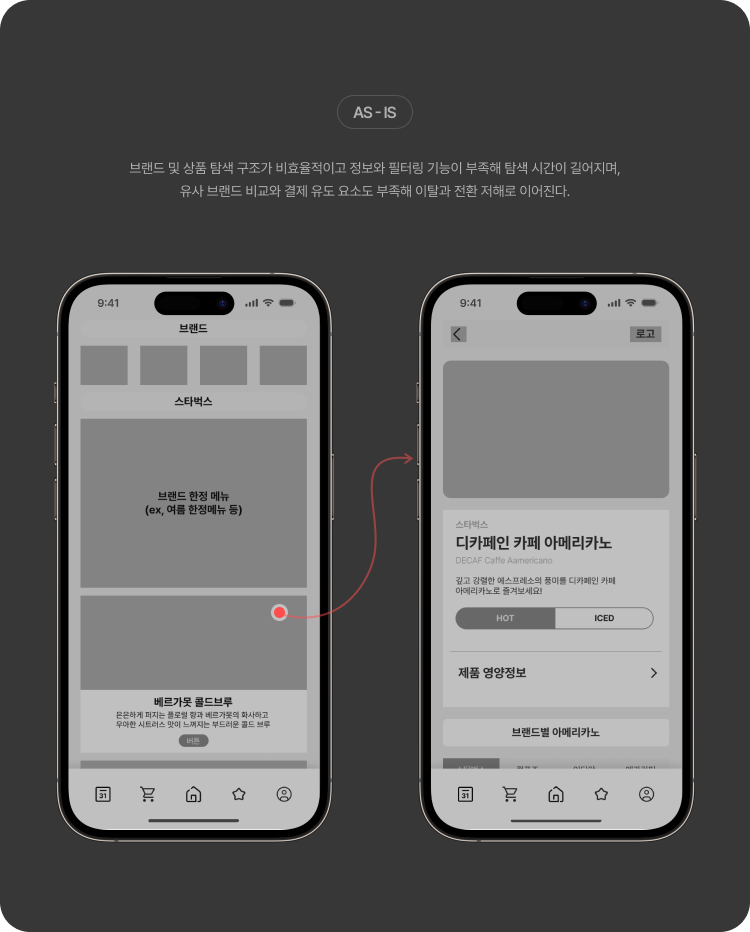 AS - IS
브랜드 및 상품 탐색 구조가 비효율적이고 정보와 필터링 기능이 부족해 탐색 시간이 길어지며,
유사 브랜드 비교와 결제 유도 요소도 부족해 이탈과 전환 저해로 이어진다.
9:41
브랜드
스타벅스
브랜드 한정 메뉴
(ex, 여름 한정메뉴 등)
베르가못 콜드브루
은은하게 퍼지는 플로럴 향과 베르가못의 화사하고
우아한 시트러스 맛이 느껴지는 부드러운 콜드 브루
버튼
31
9:41
로고
스타벅스
디카페인 카페 아메리카노
DECAF Caffe Aamericano
깊고 강렬한 에스프레소의 풍미를 디카페인 카페
아메리카노로 즐겨보세요!
HOT
ICED
제품 영양정보
브랜드별 아메리카노
31